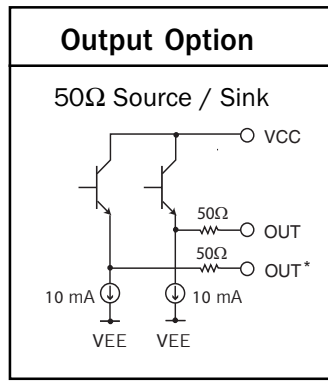 Output Option
50Ω Source / Sink
VCC
50Ω
OUT
50Ω
OUT*
10 mA
10 mA
VEE
VEE